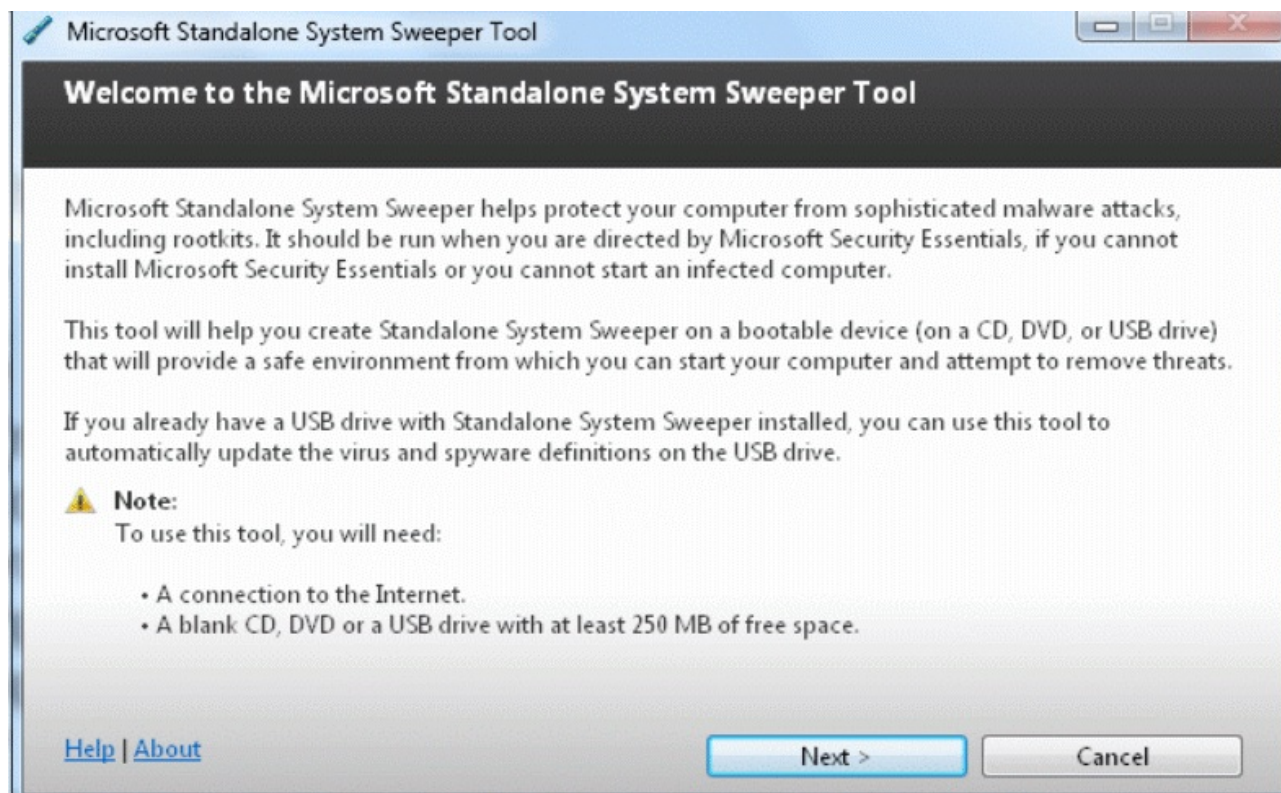 Microsoft Standalone System Sweeper Tool
Welcome to the Microsoft Standalone System Sweeper Tool
Microsoft Standalone System Sweeper helps protect your computer from sophisticated malware attacks,
including rootkits. It should be run when you are directed by Microsoft Security Essentials, if you cannot
install Microsoft Security Essentials or you cannot start an infected computer.
This tool will help you create Standalone System Sweeper on a bootable device (on a CD, DVD, or USB drive)
that will provide a safe environment from which you can start your computer and attempt to remove threats.
If you already have a USB drive with Standalone System Sweeper installed, you can use this tool to
automatically update the virus and spyware definitions on the USB drive.
Note:
To use this tool, you will need:
• A connection to the Internet.
• A blank CD, DVD or a USB drive with at least 250 MB of free space.
Help | About
Next >
Cancel